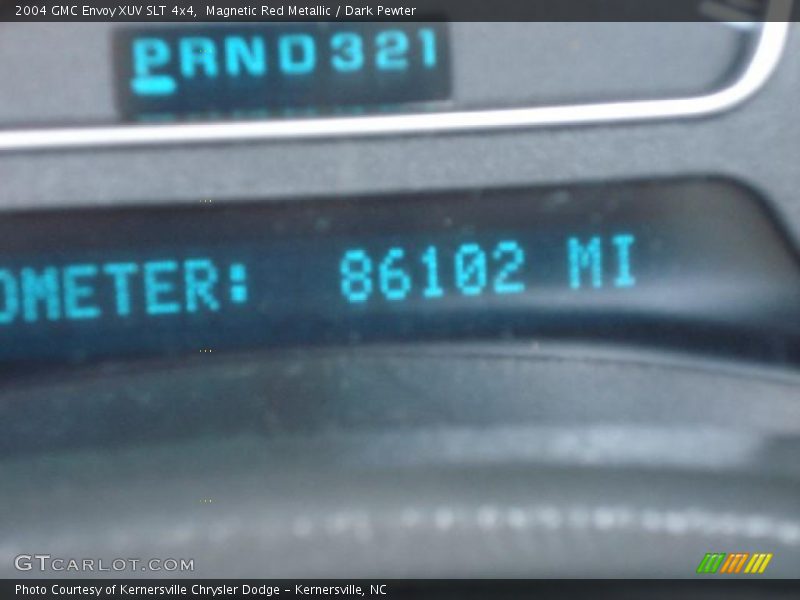 2004 GMC Envoy XUV SLT 4x4,  Magnetic Red Metallic / Dark Pewter
PRND321
OMETER: 86102 MI
GTCARLOT.COM
Photo Courtesy of Kernersville Chrysler Dodge - Kernersville, NC